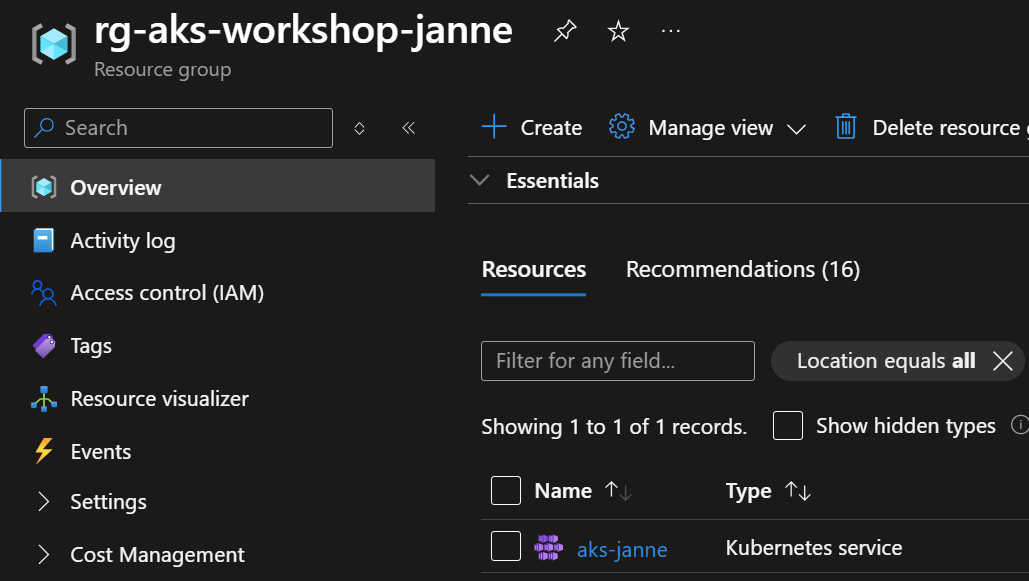 rg-aks-workshop-janne
Resource group
Search
Create Manage view Delete resource
Overview
Essentials
Activity log
Resources Recommendations (16)
Access control (IAM)
Tags
Filter for any field... Location equals all
Resource visualizer
Showing 1 to 1 of 1 records. Show hidden types
Events
Name Type
Settings
aks-janne Kubernetes service
Cost Management